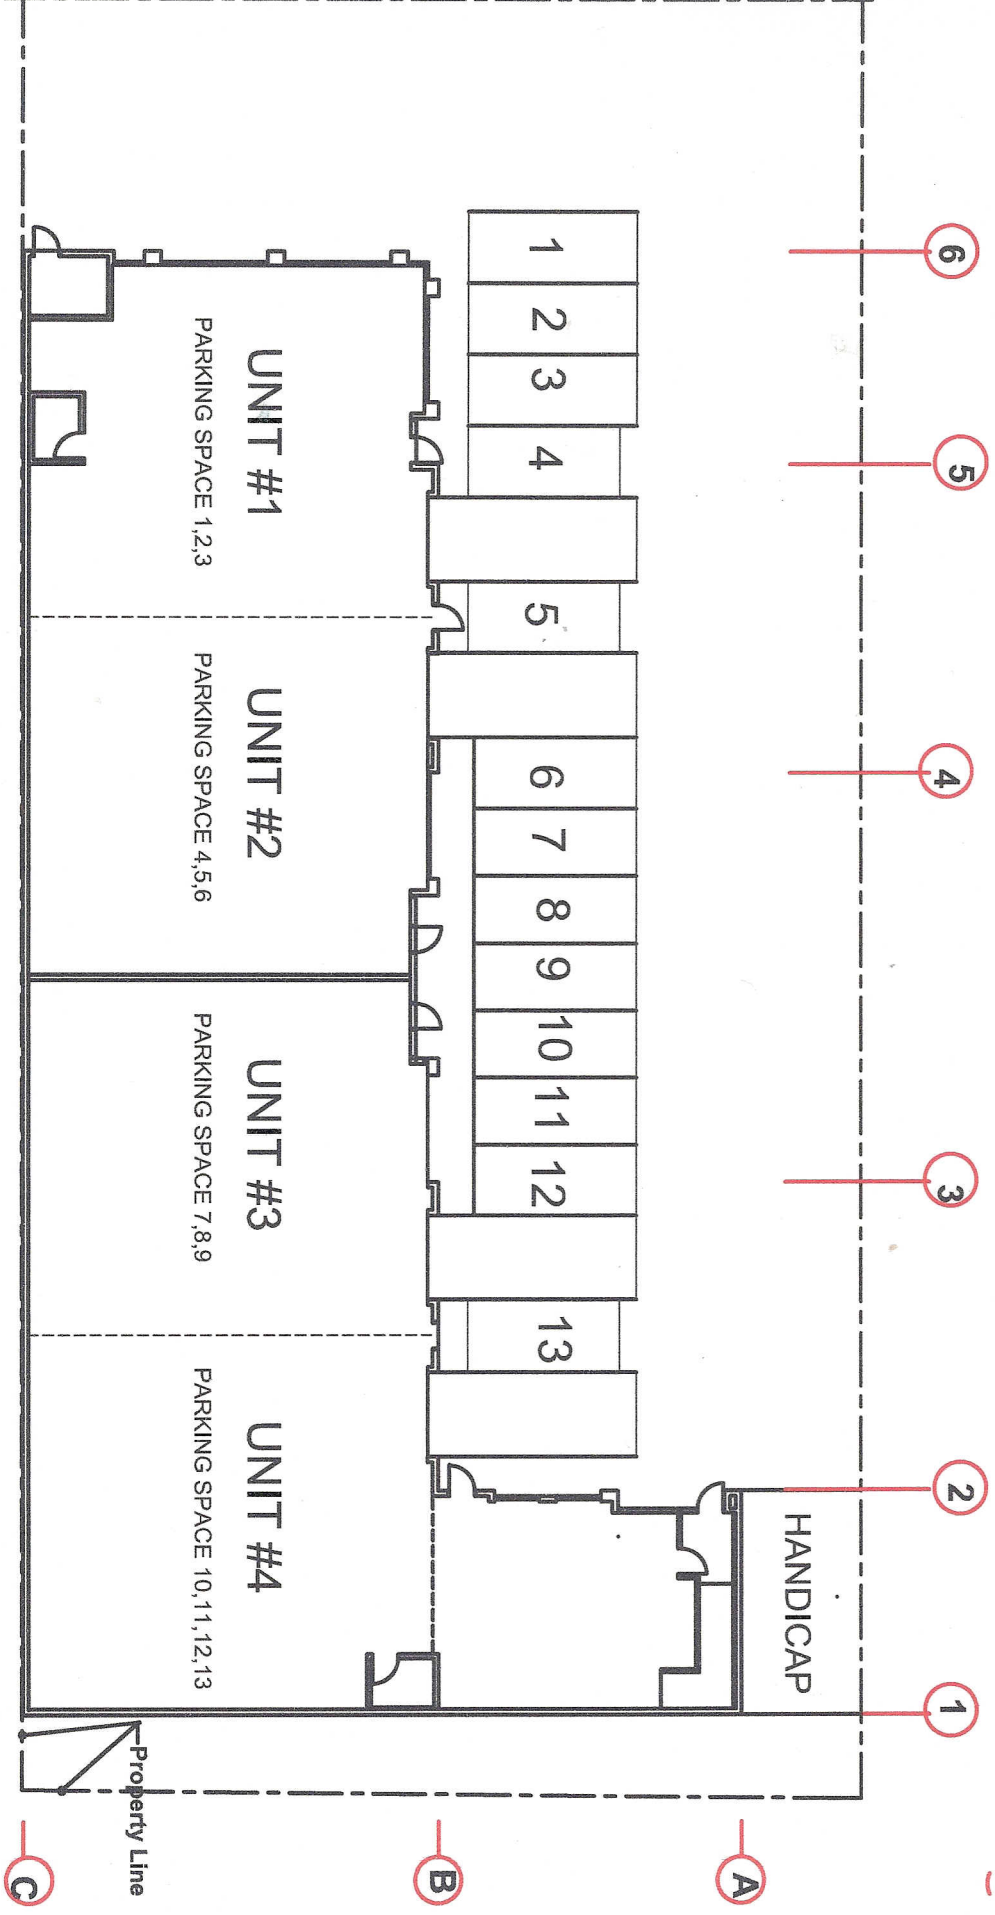 6
5
4
3
2
1
1
2
3
4
5
6
7
8
9
10
11
12
13
HANDICAP
UNIT #1
PARKING SPACE 1,2,3
UNIT #2
PARKING SPACE 4,5,6
UNIT #3
PARKING SPACE 7,8,9
UNIT #4
PARKING SPACE 10,11,12,13
Property Line
A
B
C